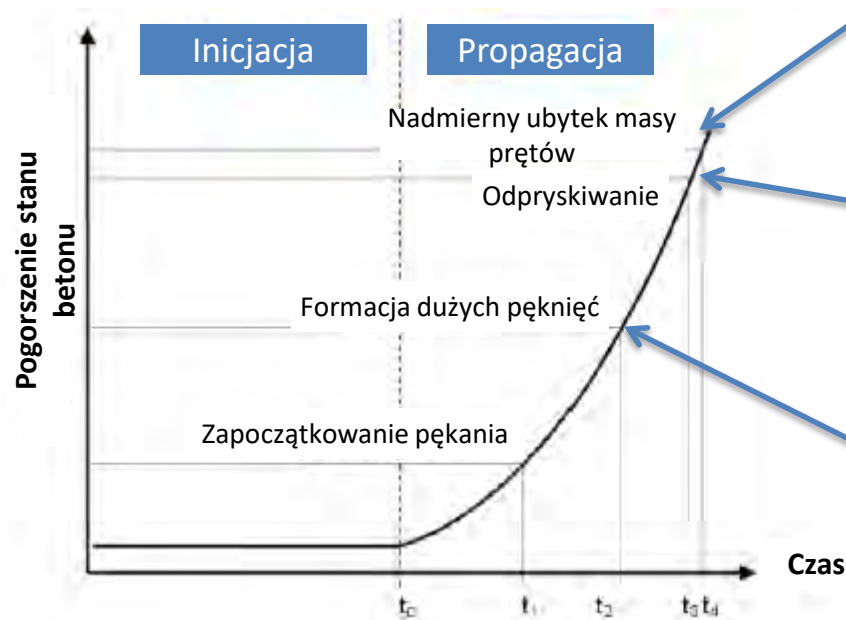 Inicjacja
Propagacja
Nadmierny ubytek masy
prętów
Odpryskiwanie
Pogorszenie stanu
betonu
Formacja dużych pęknięć
Zapoczątkowanie pękania
Czas
t₁ t₂ t₃ t₄